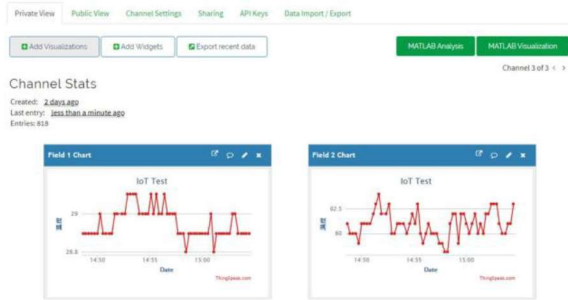 Private View Public View Channel Settings Sharing API Keys Data Import / Export
Add Visualizations Add Widgets Export recent data MATLAB Analysis MATLAB Visualization
Channel 3 of 3 < >
Channel Stats
Created: 2 days ago
Last entry: less than a minute ago
Entries: 818
Field 1 Chart
IoT Test
29
28.8
14:50 14:55 15:00
Date
ThingSpeak.com
Field 2 Chart
IoT Test
62.5
60
14:50 14:55 15:00
Date
ThingSpeak.com